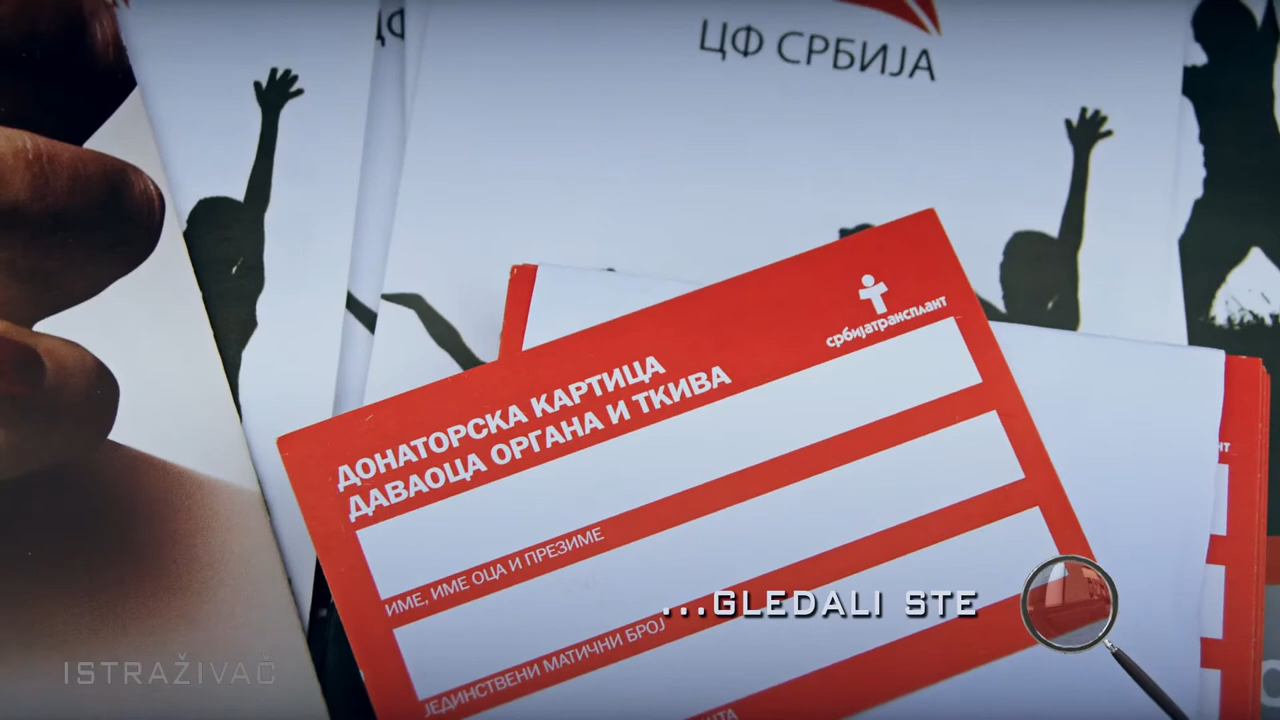 ЦФ СРБИЈА
србијатрансплант
ДОНАТОРСКА КАРТИЦА
ДАВАОЦА ОРГАНА И ТКИВА
ИМЕ, ИМЕ ОЦА И ПРЕЗИМЕ
...GLEDALI STE
ЈЕДИНСТВЕНИ МАТИЧНИ БРОЈ
ISTRAŽIVAČ